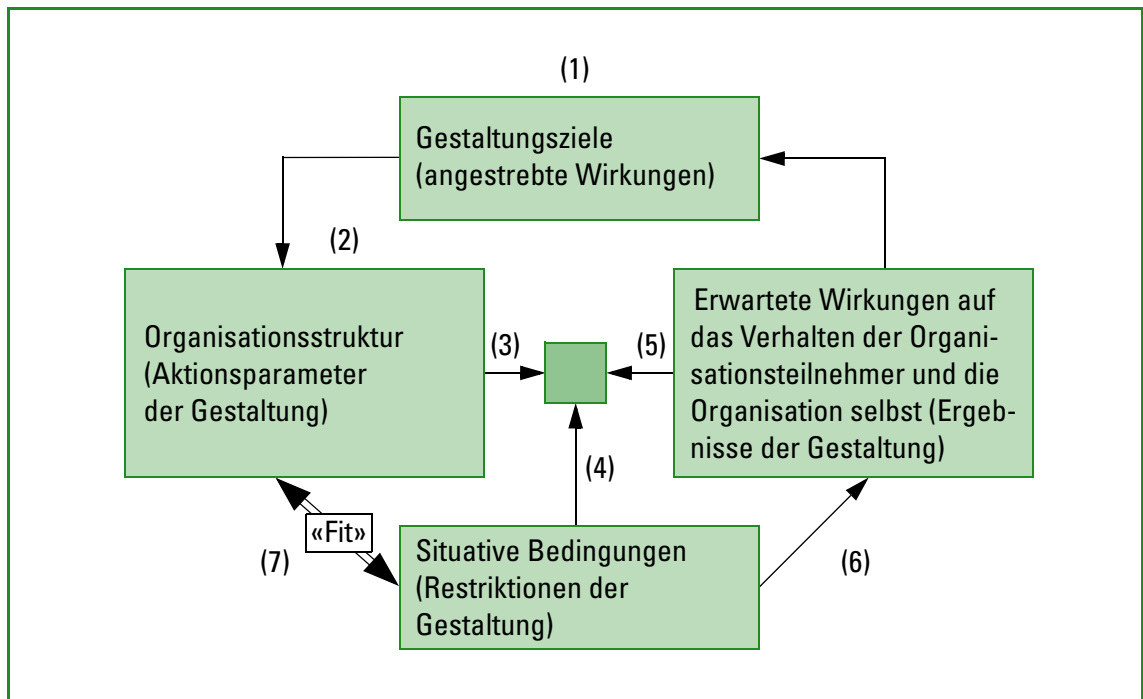 (1)
Gestaltungsziele
(angestrebte Wirkungen)
(2)
Organisationsstruktur
(Aktionsparameter
der Gestaltung)
(3)
(5)
Erwartete Wirkungen auf
das Verhalten der Organi-
sationsteilnehmer und die
Organisation selbst (Ergeb-
nisse der Gestaltung)
(4)
«Fit»
(7)
Situative Bedingungen
(Restriktionen der
Gestaltung)
(6)